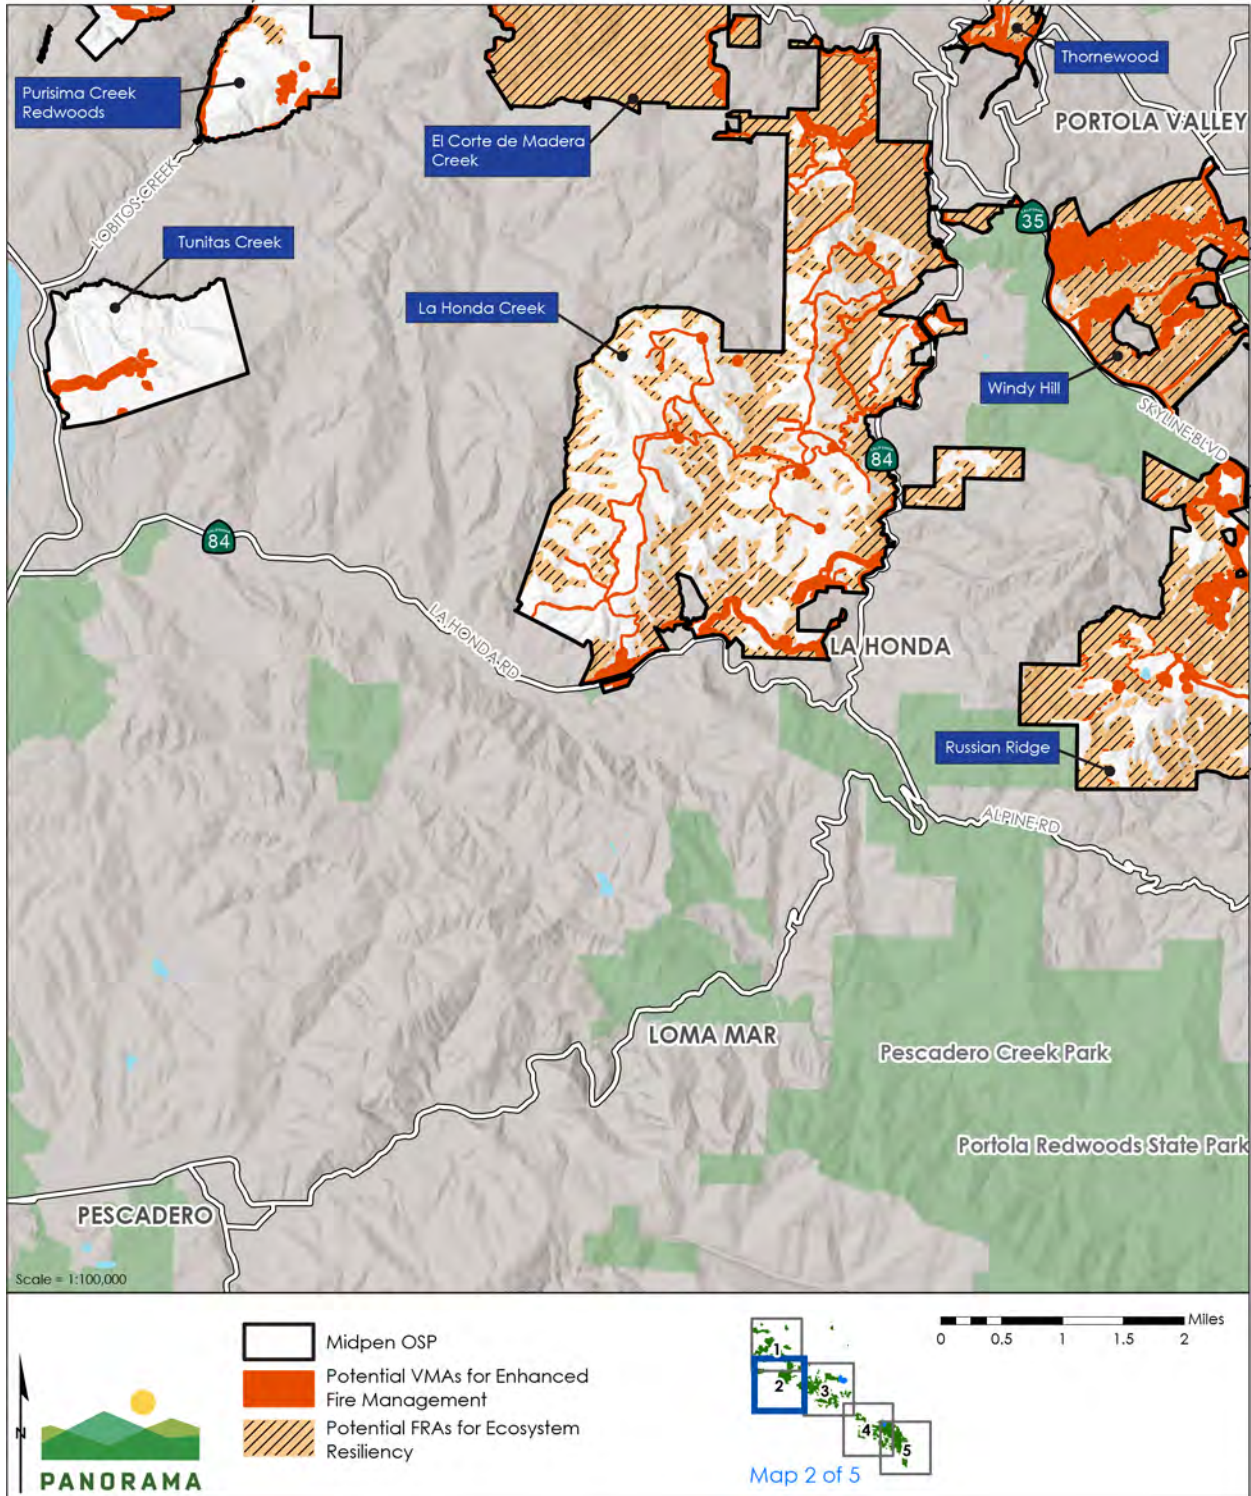 Thornewood
Purisima Creek
Redwoods
PORTOLA VALLEY
El Corte de Madera
Creek
LOBITOS CREEK
35
Tunitas Creek
La Honda Creek
Windy Hill
SKYLINE BLVD
84
84
LA HONDA RD
LA HONDA
Russian Ridge
ALPINE RD
LOMA MAR
Pescadero Creek Park
Portola Redwoods State Park
PESCADERO
Scale = 1:100,000
N
PANORAMA
Midpen OSP
Potential VMAs for Enhanced
Fire Management
Potential FRAs for Ecosystem
Resiliency
1
2
3
4
5
Map 2 of 5
Miles
0 0.5 1 1.5 2